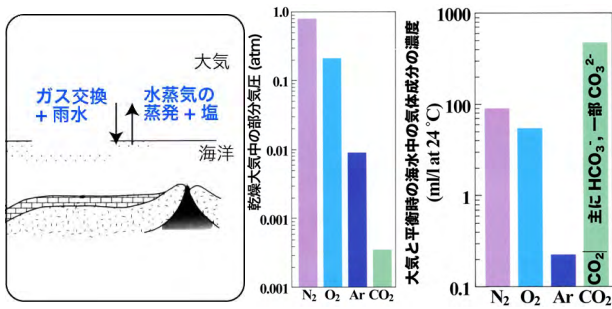 大気
ガス交換
+ 雨水
水蒸気の
蒸発 + 塩
海洋
乾燥大気中の部分気圧 (atm)
1.0
0.1
0.01
0.001
0.0001
N₂ O₂ Ar CO₂
大気と平衡時の海水中の気体成分の濃度
(ml/l at 24 °C)
1000
100
1
0.1
CO₂ 主に HCO₃⁻, 一部 CO₃²⁻
N₂ O₂ Ar CO₂